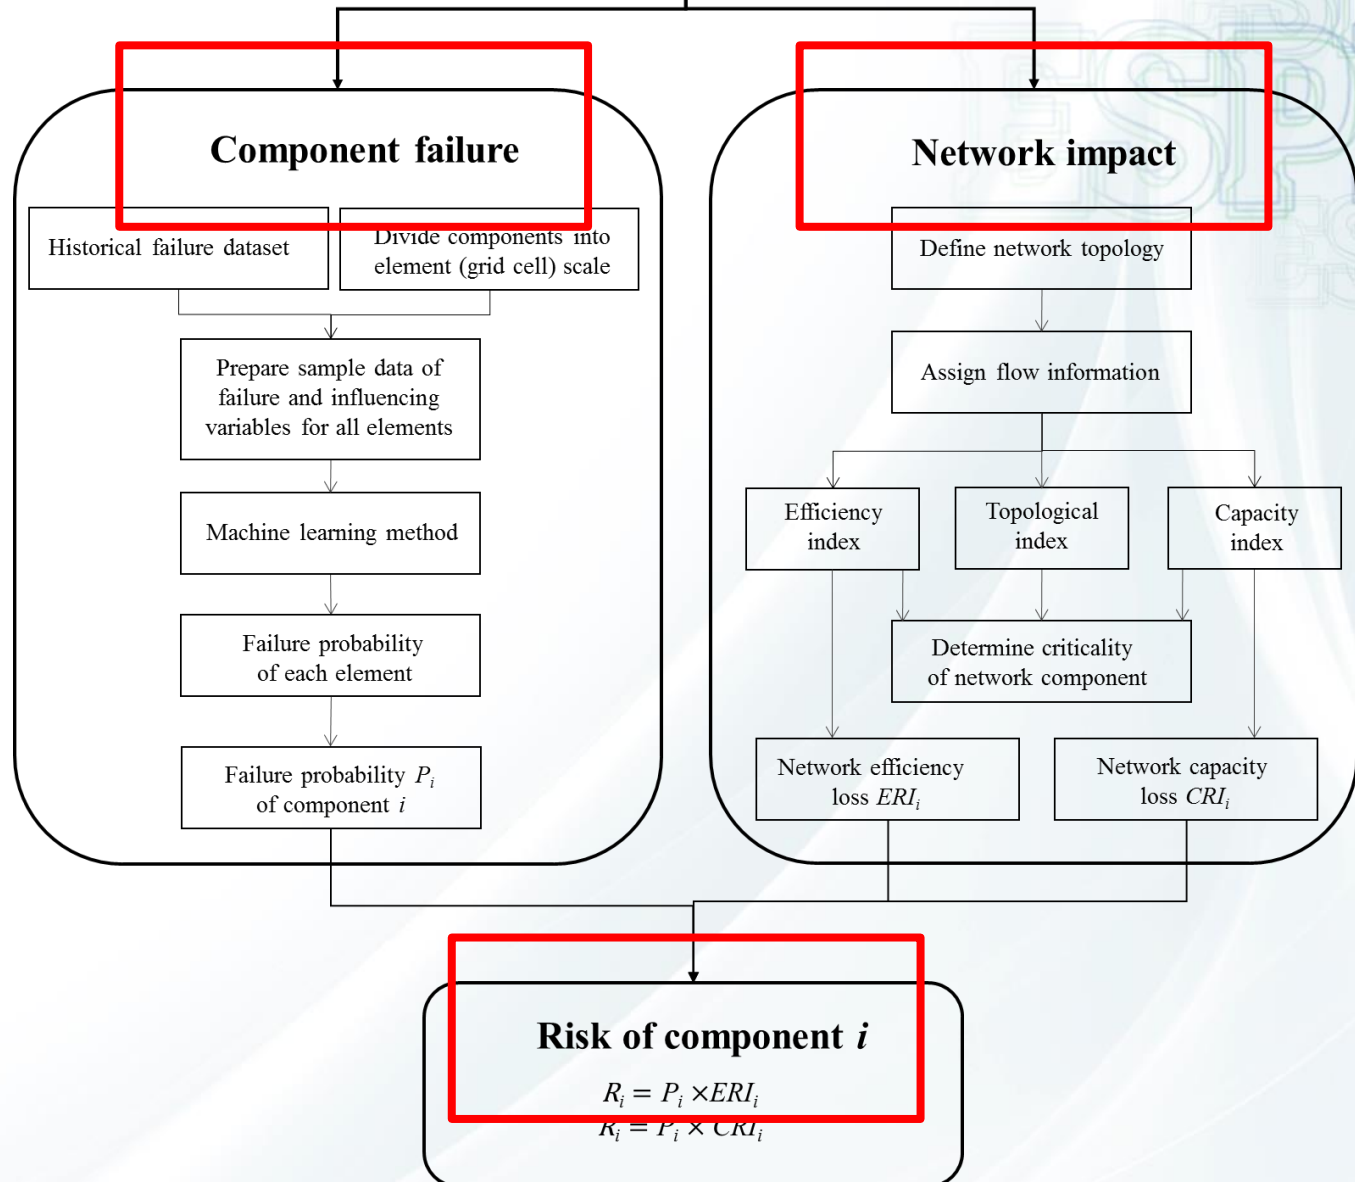 Component failure
Historical failure dataset
Divide components into
element (grid cell) scale
Prepare sample data of
failure and influencing
variables for all elements
Machine learning method
Failure probability
of each element
Failure probability P_i
of component i
Network impact
Define network topology
Assign flow information
Efficiency
index
Topological
index
Capacity
index
Determine criticality
of network component
Network efficiency
loss ERI_i
Network capacity
loss CRI_i
Risk of component i
R_i = P_i ×ERI_i
R_i = P_i × CRI_i